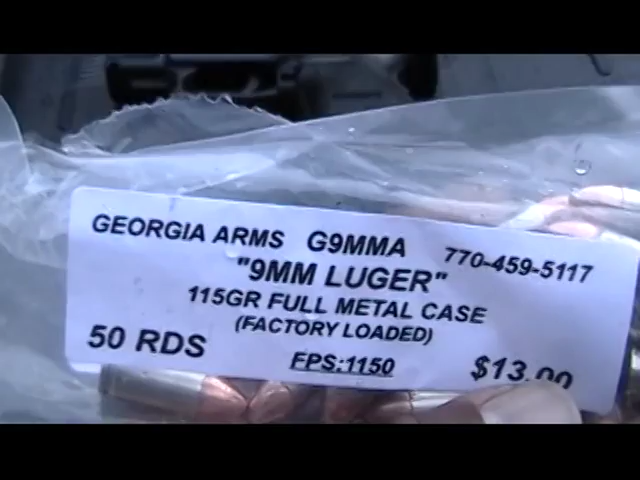 GEORGIA ARMS G9MMA 770-459-5117
"9MM LUGER"
115GR FULL METAL CASE
(FACTORY LOADED)
50 RDS FPS:1150 $13.00